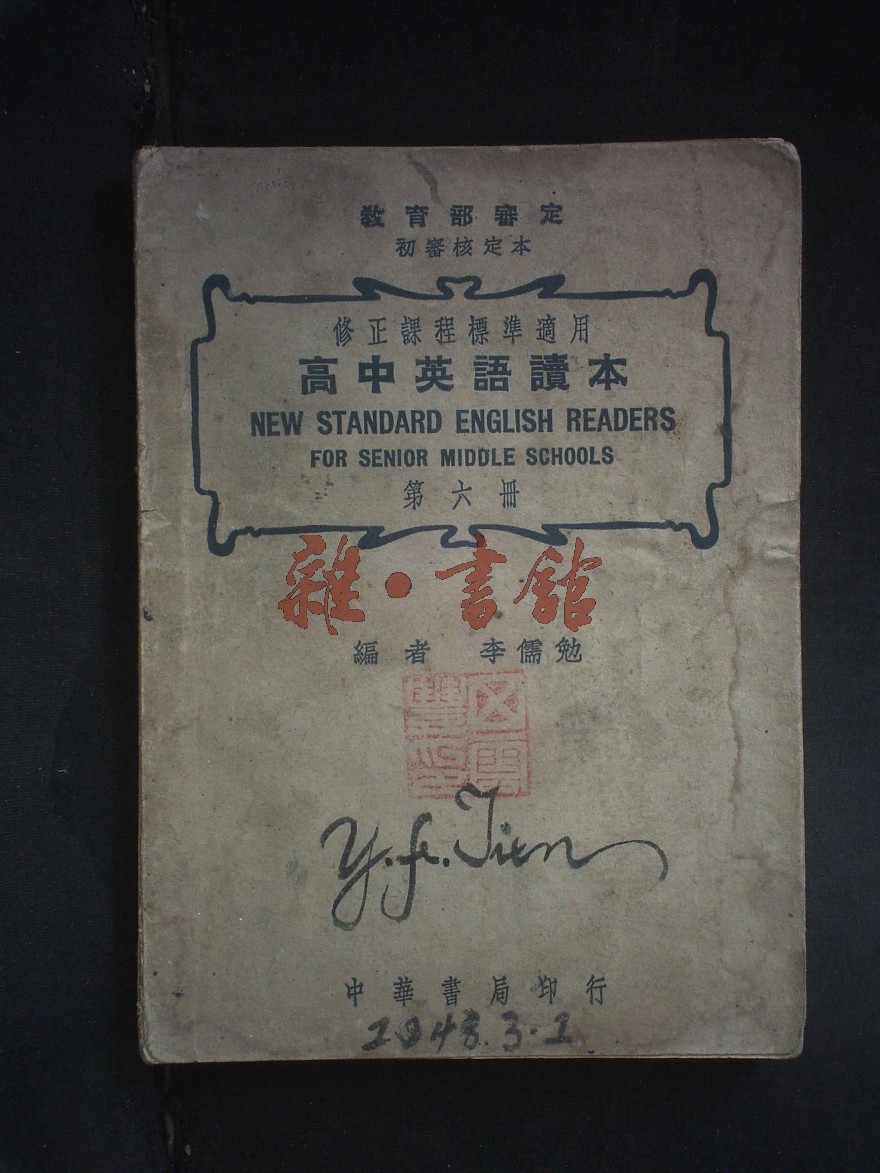 教育部審定
初審核定本
修正課程標準適用
高中英語讀本
NEW STANDARD ENGLISH READERS
FOR SENIOR MIDDLE SCHOOLS
第六冊
雜·書館
編者 李儒勉
Tien
中華書局印行
1948.3.1